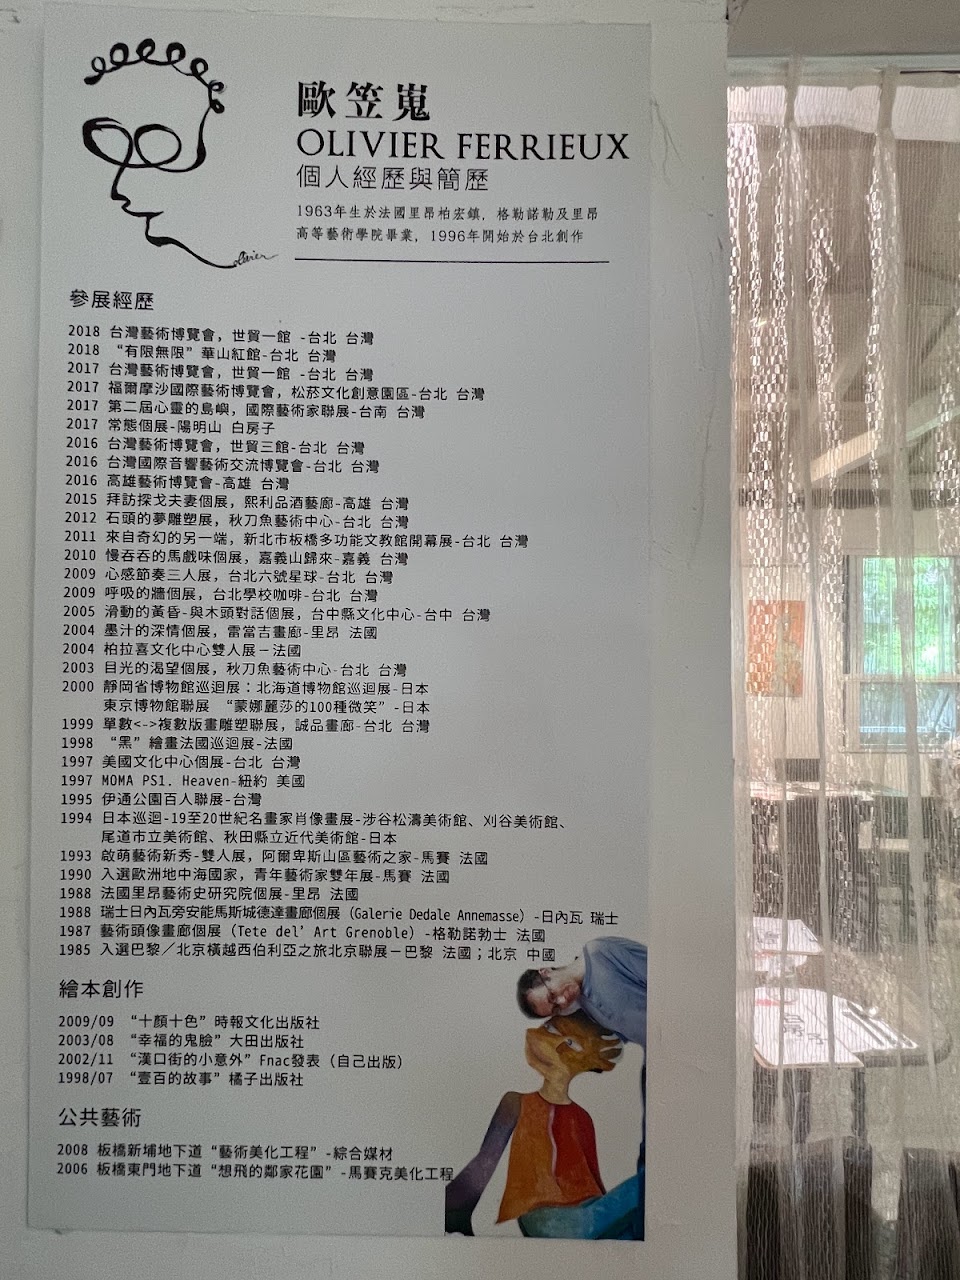 olivier
歐笠嵬
OLIVIER FERRIEUX
個人經歷與簡歷
1963年生於法國里昂柏宏鎮，格勒諾勒及里昂
高等藝術學院畢業，1996年開始於台北創作
參展經歷
2018 台灣藝術博覽會，世貿一館 -台北 台灣
2018 “有限無限”華山紅館-台北 台灣
2017 台灣藝術博覽會，世貿一館 -台北 台灣
2017 福爾摩沙國際藝術博覽會，松菸文化創意園區-台北 台灣
2017 第二屆心靈的島嶼，國際藝術家聯展-台南 台灣
2017 常態個展-陽明山 白房子
2016 台灣藝術博覽會，世貿三館-台北 台灣
2016 台灣國際音響藝術交流博覽會-台北 台灣
2016 高雄藝術博覽會-高雄 台灣
2015 拜訪探戈夫妻個展，熙利品酒藝廊-高雄 台灣
2012 石頭的夢雕塑展，秋刀魚藝術中心-台北 台灣
2011 來自奇幻的另一端，新北市板橋多功能文教館開幕展-台北 台灣
2010 慢吞吞的馬戲味個展，嘉義山歸來-嘉義 台灣
2009 心感節奏三人展，台北六號星球-台北 台灣
2009 呼吸的牆個展，台北學校咖啡-台北 台灣
2005 滑動的黃昏-與木頭對話個展，台中縣文化中心-台中 台灣
2004 墨汁的深情個展，雷當吉畫廊-里昂 法國
2004 柏拉喜文化中心雙人展－法國
2003 目光的渴望個展，秋刀魚藝術中心-台北 台灣
2000 靜岡省博物館巡迴展：北海道博物館巡迴展-日本
東京博物館聯展 “蒙娜麗莎的100種微笑”-日本
1999 單數<->複數版畫雕塑聯展，誠品畫廊-台北 台灣
1998 “黑”繪畫法國巡迴展-法國
1997 美國文化中心個展-台北 台灣
1997 MOMA PS1. Heaven-紐約 美國
1995 伊通公園百人聯展-台灣
1994 日本巡迴-19至20世紀名畫家肖像畫展-涉谷松濤美術館、刈谷美術館、
尾道市立美術館、秋田縣立近代美術館-日本
1993 啟萌藝術新秀-雙人展，阿爾卑斯山區藝術之家-馬賽 法國
1990 入選歐洲地中海國家，青年藝術家雙年展-馬賽 法國
1988 法國里昂藝術史研究院個展-里昂 法國
1988 瑞士日內瓦旁安能馬斯城德達畫廊個展（Galerie Dedale Annemasse）-日內瓦 瑞士
1987 藝術頭像畫廊個展（Tete del’ Art Grenoble）-格勒諾勃士 法國
1985 入選巴黎／北京橫越西伯利亞之旅北京聯展－巴黎 法國；北京 中國
繪本創作
2009/09 “十顏十色”時報文化出版社
2003/08 “幸福的鬼臉”大田出版社
2002/11 “漢口街的小意外”Fnac發表（自己出版）
1998/07 “壹百的故事”橘子出版社
公共藝術
2008 板橋新埔地下道“藝術美化工程”-綜合媒材
2006 板橋東門地下道“想飛的鄰家花園”-馬賽克美化工程